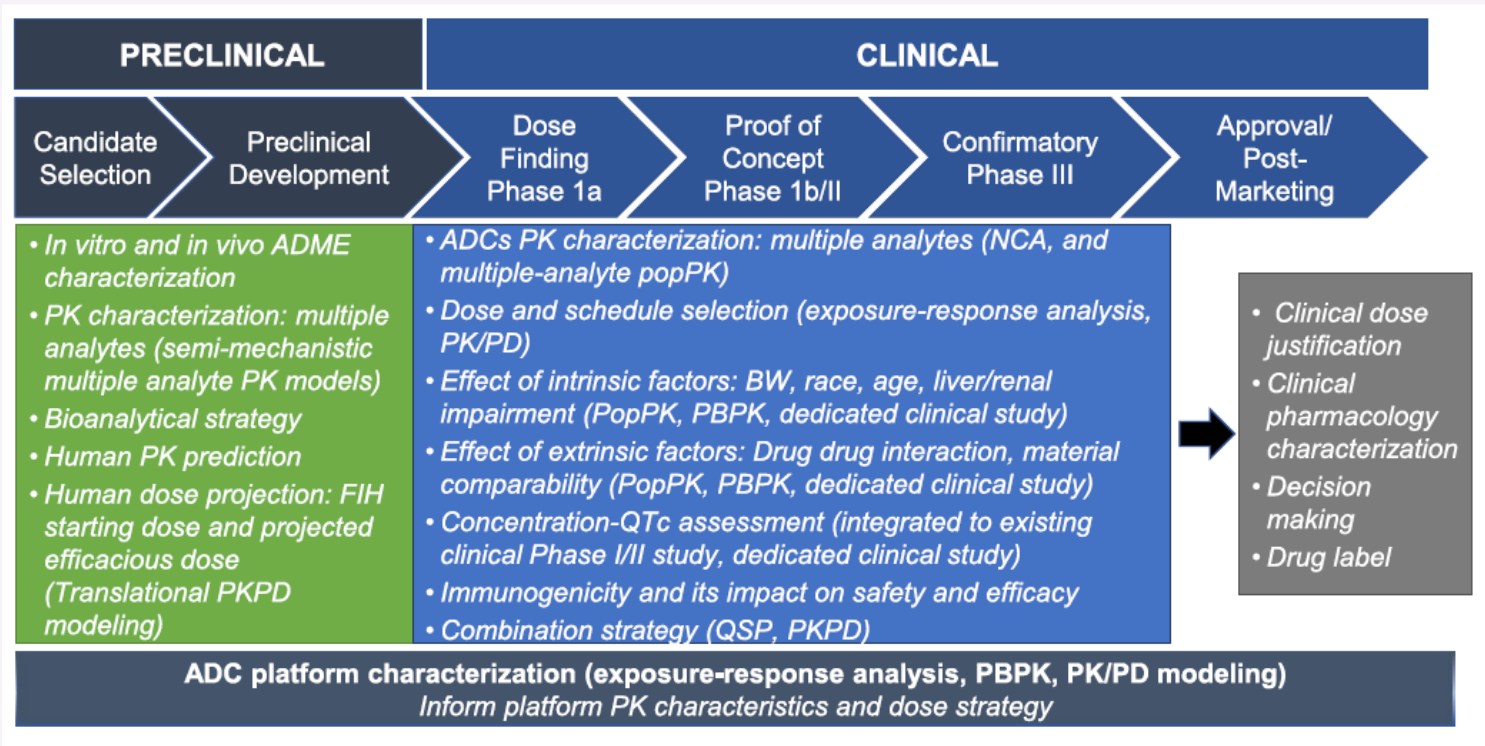 PRECLINICAL
CLINICAL
Candidate
Selection
Preclinical
Development
Dose
Finding
Phase 1a
Proof of
Concept
Phase 1b/II
Confirmatory
Phase III
Approval/
Post-
Marketing
• In vitro and in vivo ADME
characterization
• PK characterization: multiple
analytes (semi-mechanistic
multiple analyte PK models)
• Bioanalytical strategy
• Human PK prediction
• Human dose projection: FIH
starting dose and projected
efficacious dose
(Translational PKPD
modeling)
• ADCs PK characterization: multiple analytes (NCA, and
multiple-analyte popPK)
• Dose and schedule selection (exposure-response analysis,
PK/PD)
• Effect of intrinsic factors: BW, race, age, liver/renal
impairment (PopPK, PBPK, dedicated clinical study)
• Effect of extrinsic factors: Drug drug interaction, material
comparability (PopPK, PBPK, dedicated clinical study)
• Concentration-QTc assessment (integrated to existing
clinical Phase I/II study, dedicated clinical study)
• Immunogenicity and its impact on safety and efficacy
• Combination strategy (QSP, PKPD)
• Clinical dose
justification
• Clinical
pharmacology
characterization
• Decision
making
• Drug label
ADC platform characterization (exposure-response analysis, PBPK, PK/PD modeling)
Inform platform PK characteristics and dose strategy